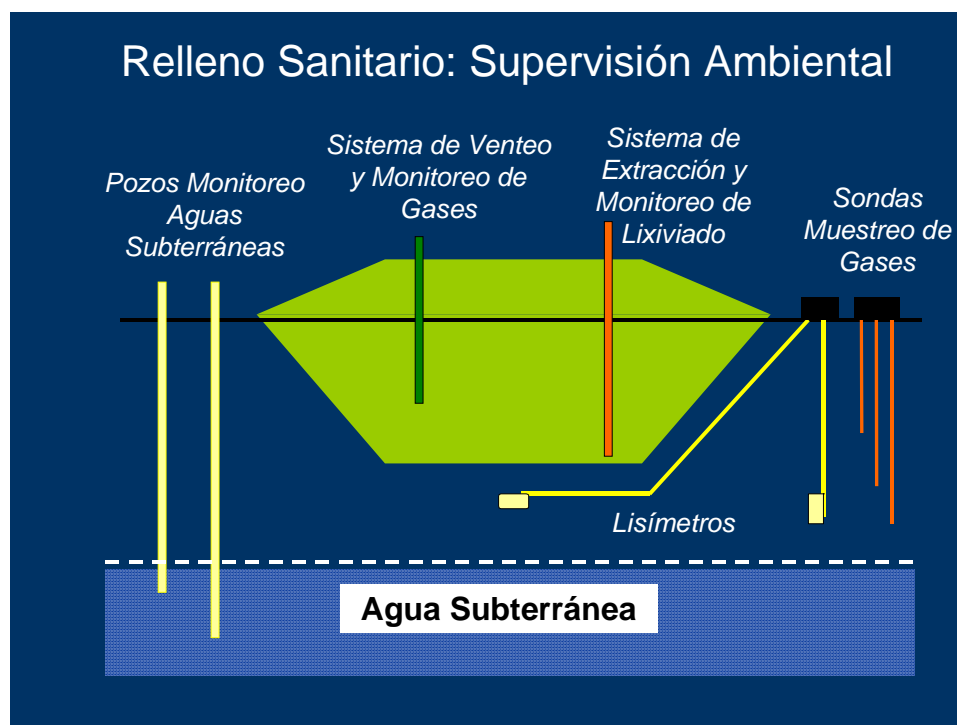 Relleno Sanitario: Supervisión Ambiental
Pozos Monitoreo
Aguas
Subterráneas
Sistema de Venteo
y Monitoreo de
Gases
Sistema de
Extracción y
Monitoreo de
Lixiviado
Sondas
Muestreo de
Gases
Lisímetros
Agua Subterránea